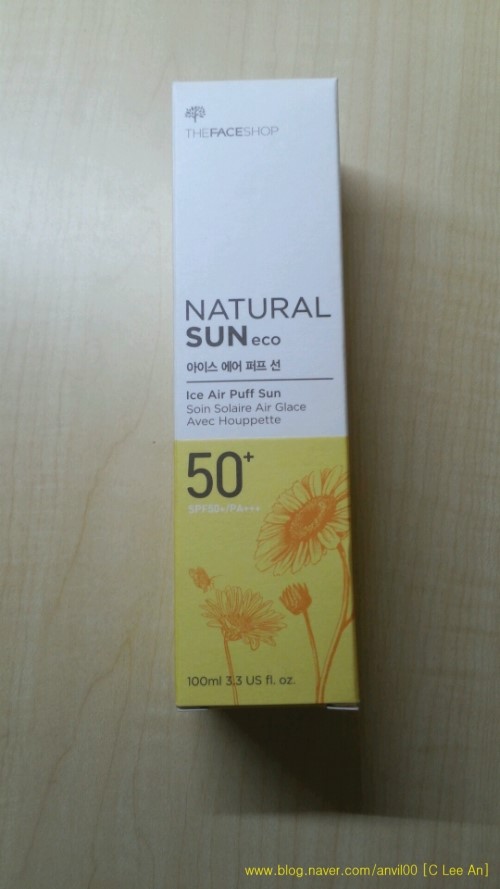 THEFACESHOP
NATURAL
SUN eco
아이스 에어 퍼프 선
Ice Air Puff Sun
Soin Solaire Air Glace
Avec Houppette
50+
SPF50+/PA+++
100ml 3.3 US fl. oz.
www.blog.naver.com/anvil00 [C Lee An]